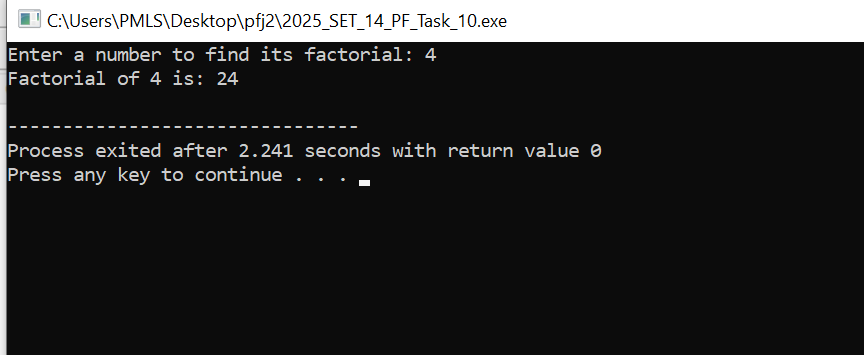 C:\Users\PMLS\Desktop\pfj2\2025_SET_14_PF_Task_10.exe
Enter a number to find its factorial: 4
Factorial of 4 is: 24
--------------------------------
Process exited after 2.241 seconds with return value 0
Press any key to continue . . .